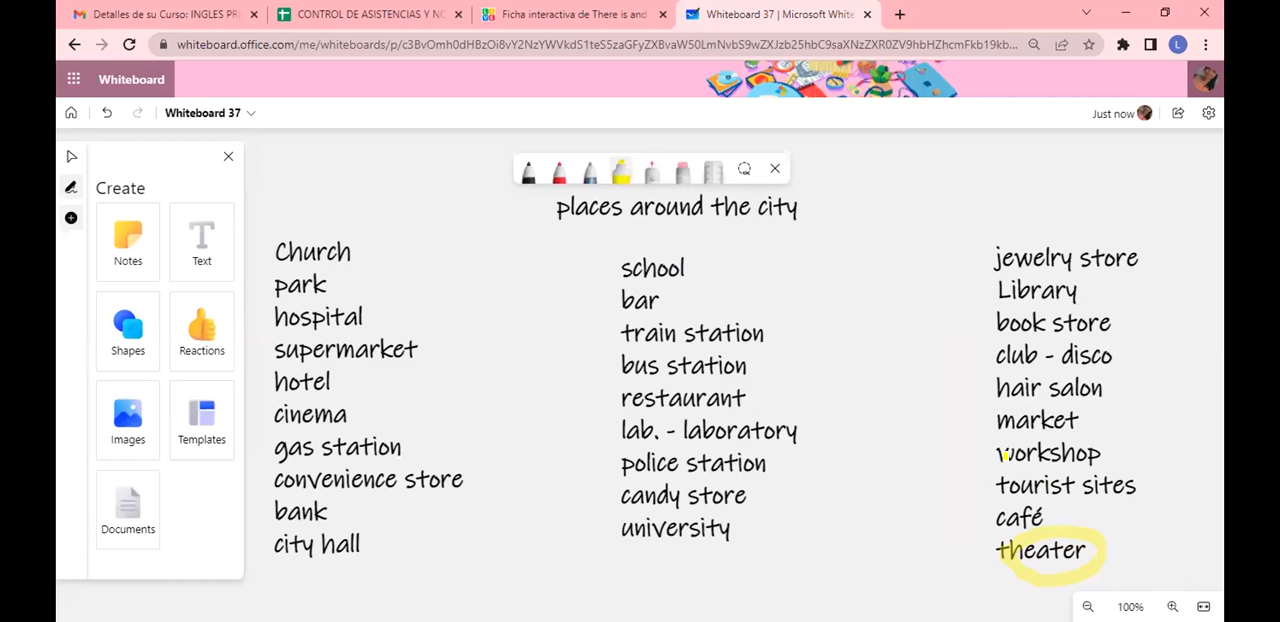 Detalles de su Curso: INGLES PR
CONTROL DE ASISTENCIAS Y NC
Ficha interactiva de There is and
Whiteboard 37 | Microsoft White
whiteboard.office.com/me/whiteboards/p/
L
Whiteboard
Whiteboard 37
Just now
Create
Notes
Text
Shapes
Reactions
Images
Templates
Documents
places around the city
Church
park
hospital
supermarket
hotel
cinema
gas station
convenience store
bank
city hall
school
bar
train station
bus station
restaurant
lab. - laboratory
police station
candy store
university
jewelry store
Library
book store
club - disco
hair salon
market
workshop
tourist sites
café
theater
100%